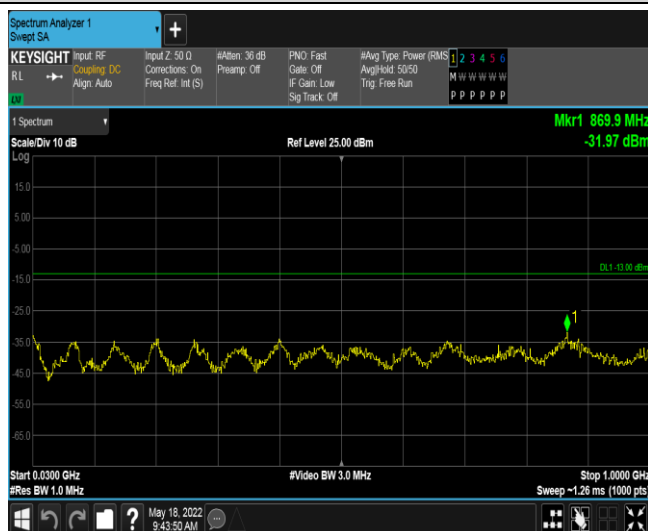 Spectrum Analyzer 1
Swept SA
+
KEYSIGHT
RL
LXI
Input: RF
Coupling: DC
Align: Auto
Input Z: 50 Ω
Corrections: On
Freq Ref: Int (S)
#Atten: 36 dB
Preamp: Off
PNO: Fast
Gate: Off
IF Gain: Low
Sig Track: Off
#Avg Type: Power (RMS
Avg|Hold: 50/50
Trig: Free Run
1 2 3 4 5 6
M W W W W W
P P P P P P
1 Spectrum
Mkr1 869.9 MHz
-31.97 dBm
Scale/Div 10 dB
Ref Level 25.00 dBm
Log
15.0
5.00
-5.00
DL1 -13.00 dBm
-15.0
-25.0
1
-35.0
-45.0
-55.0
-65.0
Start 0.0300 GHz
#Video BW 3.0 MHz
Stop 1.0000 GHz
#Res BW 1.0 MHz
Sweep ~1.26 ms (1000 pts)
?
May 18, 2022
9:43:50 AM